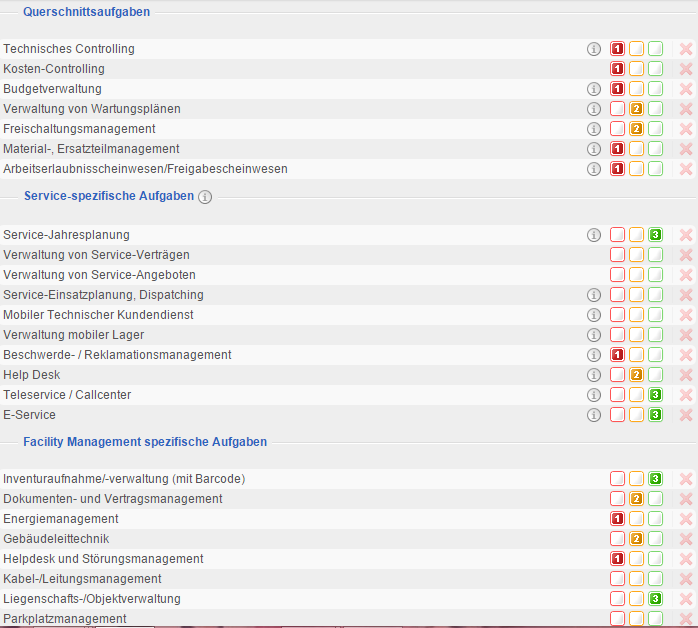 Querschnittsaufgaben
Technisches Controlling i 1
Kosten-Controlling 1
Budgetverwaltung i 1
Verwaltung von Wartungsplänen i 2
Freischaltungsmanagement i 2
Material-, Ersatzteilmanagement i 1
Arbeitserlaubnisscheinwesen/Freigabescheinwesen i 1
Service-spezifische Aufgaben i
Service-Jahresplanung i 3
Verwaltung von Service-Verträgen
Verwaltung von Service-Angeboten
Service-Einsatzplanung, Dispatching i
Mobiler Technischer Kundendienst i
Verwaltung mobiler Lager i
Beschwerde- / Reklamationsmanagement i 1
Help Desk i 2
Teleservice / Callcenter i 3
E-Service i 3
Facility Management spezifische Aufgaben
Inventuraufnahme/-verwaltung (mit Barcode) 3
Dokumenten- und Vertragsmanagement 2
Energiemanagement 1
Gebäudeleittechnik 2
Helpdesk und Störungsmanagement 1
Kabel-/Leitungsmanagement
Liegenschafts-/Objektverwaltung 3
Parkplatzmanagement